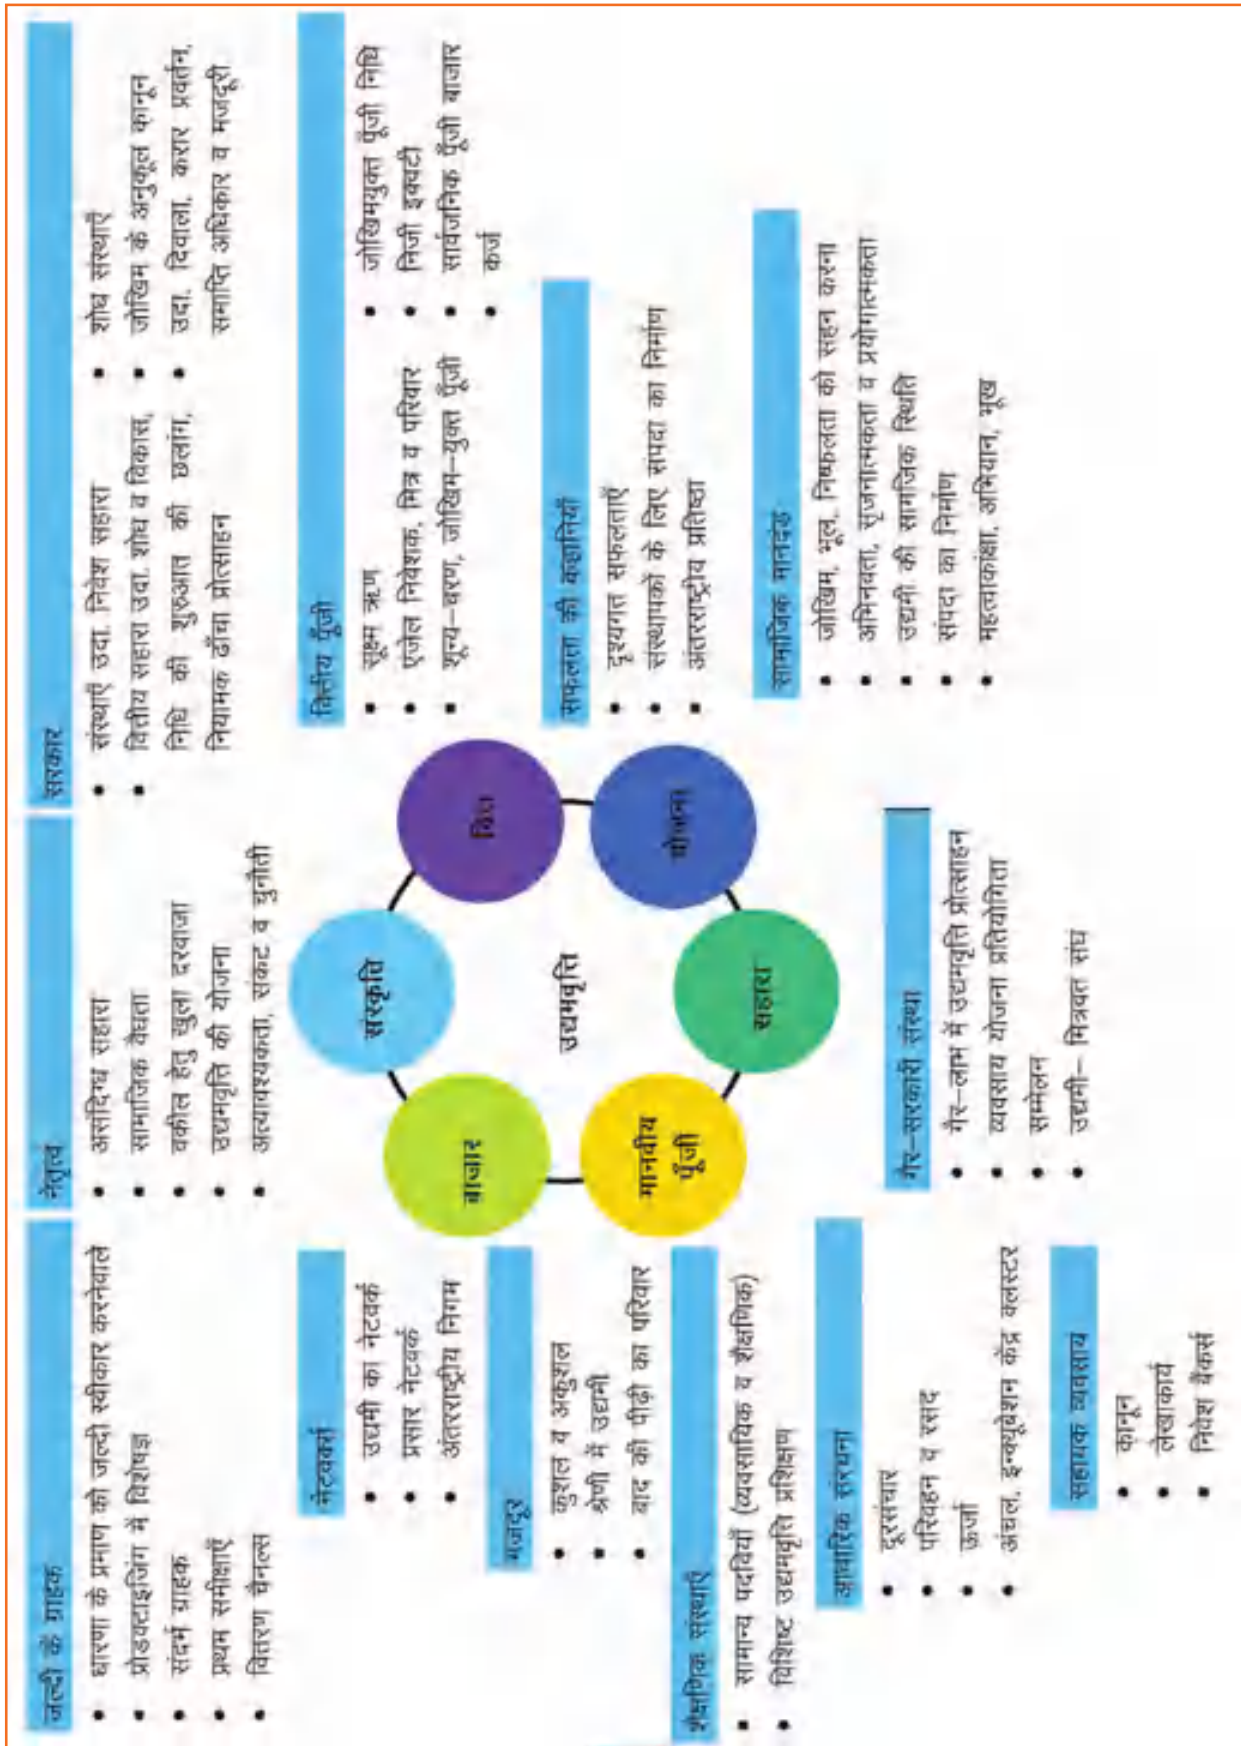 जल्दी के ग्राहक
धारणा के प्रमाण को जल्दी स्वीकार करनेवाले
प्रोडक्टाइजिंग में विशेषज्ञ
संदर्भ ग्राहक
प्रथम समीक्षाएँ
वितरण चैनल्स
नेतृत्व
असंदिग्ध सहारा
सामाजिक वैधता
वकील हेतु खुला दरवाजा
उद्यमवृत्ति की योजना
अत्यावश्यकता, संकट व चुनौती
सरकार
संस्थाएँ उदा. निवेश सहारा
वित्तीय सहारा उदा. शोध व विकास,
निधि की शुरुआत की छलांग,
नियामक ढाँचा प्रोत्साहन
शोध संस्थाएँ
जोखिम के अनुकूल कानून
उदा. दिवाला, करार प्रवर्तन,
समाप्ति अधिकार व मजदूरी
नेटवर्क्स
उद्यमी का नेटवर्क
प्रसार नेटवर्क
अंतरराष्ट्रीय निगम
वित्तीय पूँजी
सूक्ष्म ऋण
एंजेल निवेशक, मित्र व परिवार
शून्य–चरण, जोखिम–युक्त पूँजी
जोखिमयुक्त पूँजी निधि
निजी इक्वटी
सार्वजनिक पूँजी बाजार
कर्ज
मजदूर
कुशल व अकुशल
श्रेणी में उद्यमी
बाद की पीढ़ी का परिवार
सफलता की कहानियाँ
दृश्यगत सफलताएँ
संस्थापकों के लिए संपदा का निर्माण
अंतरराष्ट्रीय प्रतिष्ठा
शैक्षणिक संस्थाएँ
सामान्य पदवियाँ (व्यवसायिक व शैक्षणिक)
विशिष्ट उद्यमवृत्ति प्रशिक्षण
सामाजिक मानदंड
जोखिम, भूल, निष्फलता को सहन करना
अभिनवता, सृजनात्मकता व प्रयोगात्मकता
उद्यमी की सामाजिक स्थिति
संपदा का निर्माण
महत्वाकांक्षा, अभियान, भूख
बाजार
संस्कृति
वित्त
उद्यमवृत्ति
मानवीय
पूँजी
सहारा
योजना
आधारिक संरचना
दूरसंचार
परिवहन व रसद
ऊर्जा
अंचल, इन्क्यूबेशन केंद्र क्लस्टर
गैर–सरकारी संस्था
गैर–लाभ में उद्यमवृत्ति प्रोत्साहन
व्यवसाय योजना प्रतियोगिता
सम्मेलन
उद्यमी– मित्रवत संघ
सहायक व्यवसाय
कानून
लेखाकार्य
निवेश बैंकर्स